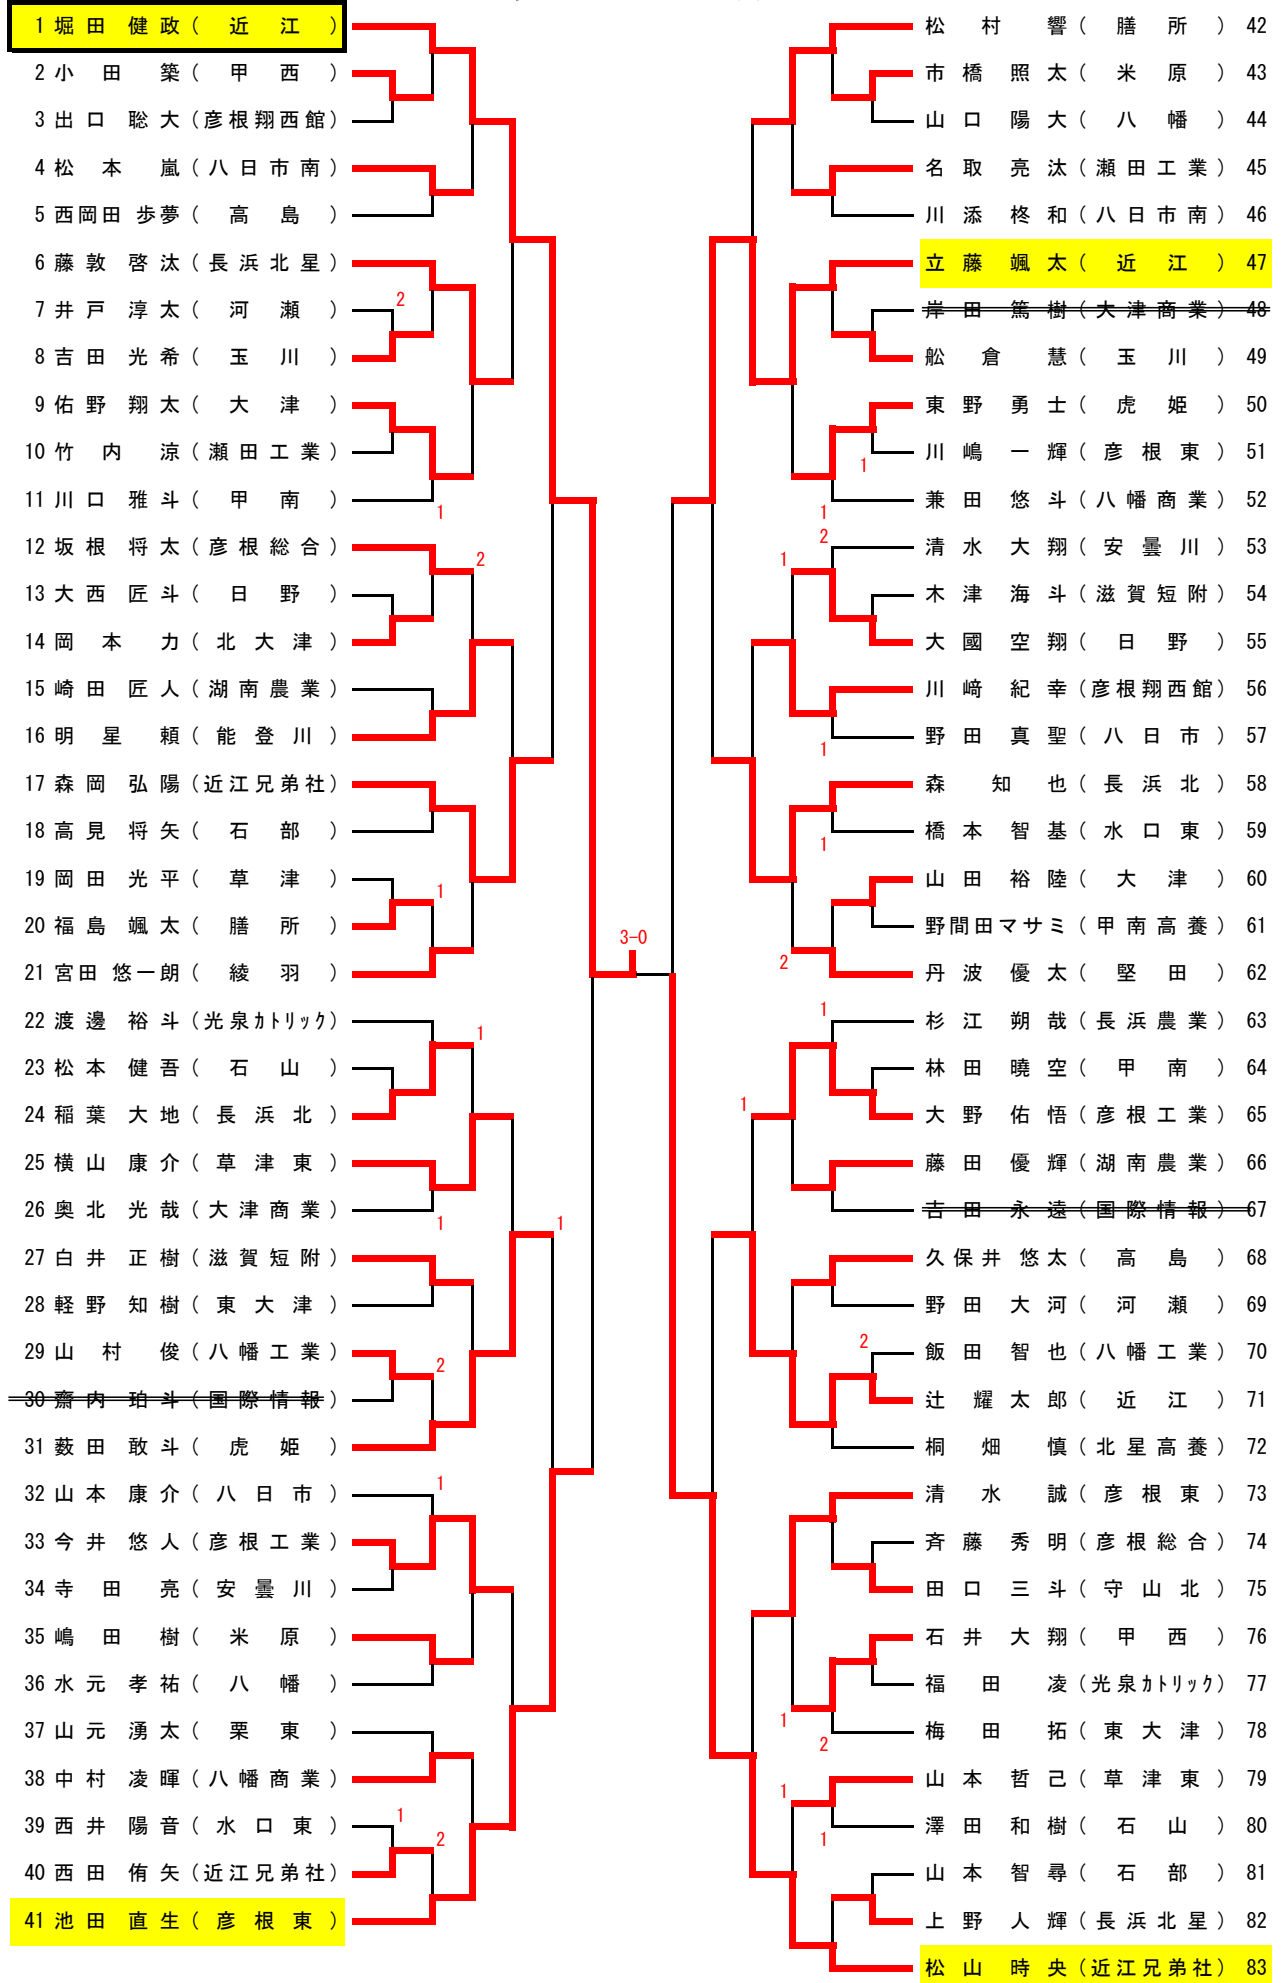 1 堀田 健政 ( 近江 )
2 小田 築 ( 甲西 )
3 出口 聡大 (彦根翔西館)
4 松本 嵐 (八日市南)
5 西岡田 歩夢 ( 高島 )
6 藤敦 啓汰 (長浜北星)
7 井戸 淳太 ( 河瀬 )
2
8 吉田 光希 ( 玉川 )
9 佑野 翔太 ( 大津 )
10 竹内 涼 (瀬田工業)
11 川口 雅斗 ( 甲南 )
1
12 坂根 将太 (彦根総合)
2
13 大西 匠斗 ( 日野 )
14 岡本 力 ( 北大津 )
15 崎田 匠人 (湖南農業)
16 明星 頼 ( 能登川 )
17 森岡 弘陽 (近江兄弟社)
18 高見 将矢 ( 石部 )
19 岡田 光平 ( 草津 )
1
20 福島 颯太 ( 膳所 )
21 宮田 悠一朗 ( 綾羽 )
22 渡邊 裕斗 (光泉カトリック)
1
23 松本 健吾 ( 石山 )
24 稲葉 大地 ( 長浜北 )
25 横山 康介 ( 草津東 )
26 奥北 光哉 (大津商業)
1
1
27 白井 正樹 (滋賀短附)
28 軽野 知樹 ( 東大津 )
29 山村 俊 (八幡工業)
2
30 齋内 珀斗 (国際情報)
31 薮田 敢斗 ( 虎姫 )
32 山本 康介 ( 八日市 )
1
33 今井 悠人 (彦根工業)
34 寺田 亮 ( 安曇川 )
35 嶋田 樹 ( 米原 )
36 水元 孝祐 ( 八幡 )
37 山元 湧太 ( 栗東 )
38 中村 凌暉 (八幡商業)
39 西井 陽音 ( 水口東 )
1
2
40 西田 侑矢 (近江兄弟社)
41 池田 直生 ( 彦根東 )
3-0
松村 響 ( 膳所 ) 42
市橋 照太 ( 米原 ) 43
山口 陽大 ( 八幡 ) 44
名取 亮汰 (瀬田工業) 45
川添 柊和 (八日市南) 46
立藤 颯太 ( 近江 ) 47
岸田 篤樹 (大津商業) 48
舩倉 慧 ( 玉川 ) 49
東野 勇士 ( 虎姫 ) 50
川嶋 一輝 ( 彦根東 ) 51
1
兼田 悠斗 (八幡商業) 52
1
2
清水 大翔 ( 安曇川 ) 53
1
木津 海斗 (滋賀短附) 54
大國 空翔 ( 日野 ) 55
川﨑 紀幸 (彦根翔西館) 56
野田 真聖 ( 八日市 ) 57
1
森 知也 ( 長浜北 ) 58
橋本 智基 ( 水口東 ) 59
1
山田 裕陸 ( 大津 ) 60
野間田マサミ (甲南高養) 61
丹波 優太 ( 堅田 ) 62
2
1
杉江 朔哉 (長浜農業) 63
林田 暁空 ( 甲南 ) 64
大野 佑悟 (彦根工業) 65
1
藤田 優輝 (湖南農業) 66
吉田 永遠 (国際情報) 67
久保井 悠太 ( 高島 ) 68
野田 大河 ( 河瀬 ) 69
2
飯田 智也 (八幡工業) 70
辻 耀太郎 ( 近江 ) 71
桐畑 慎 (北星高養) 72
清水 誠 ( 彦根東 ) 73
斉藤 秀明 (彦根総合) 74
田口 三斗 ( 守山北 ) 75
石井 大翔 ( 甲西 ) 76
福田 凌 (光泉カトリック) 77
1
梅田 拓 ( 東大津 ) 78
2
山本 哲己 ( 草津東 ) 79
1
澤田 和樹 ( 石山 ) 80
1
山本 智尋 ( 石部 ) 81
上野 人輝 (長浜北星) 82
松山 時央 (近江兄弟社) 83